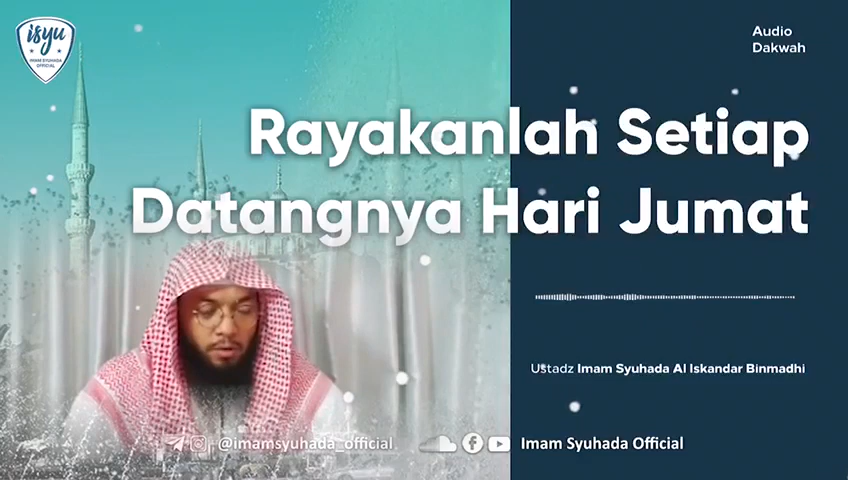 isyu
IMAM SYUHADA
OFFICIAL
Audio
Dakwah
Rayakanlah Setiap
Datangnya Hari Jumat
Ustadz Imam Syuhada Al Iskandar Binmadhi
@imamsyuhada_official
Imam Syuhada Official